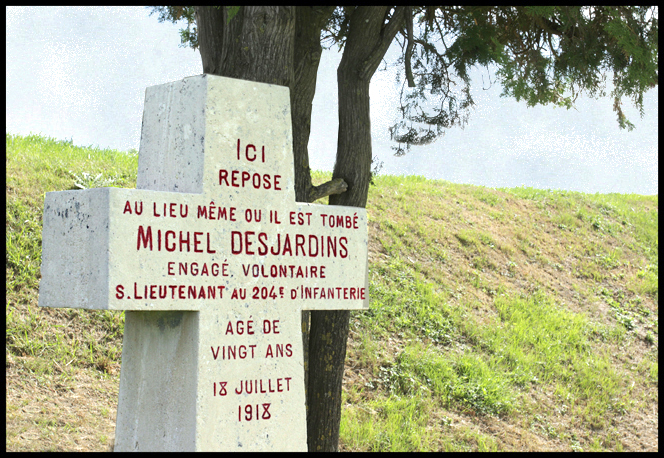 ICI
REPOSE
AU LIEU MÊME OU IL EST TOMBÉ
MICHEL DESJARDINS
ENGAGÉ VOLONTAIRE
S. LIEUTENANT AU 204E D'INFANTERIE
AGÉ DE
VINGT ANS
18 JUILLET
1918